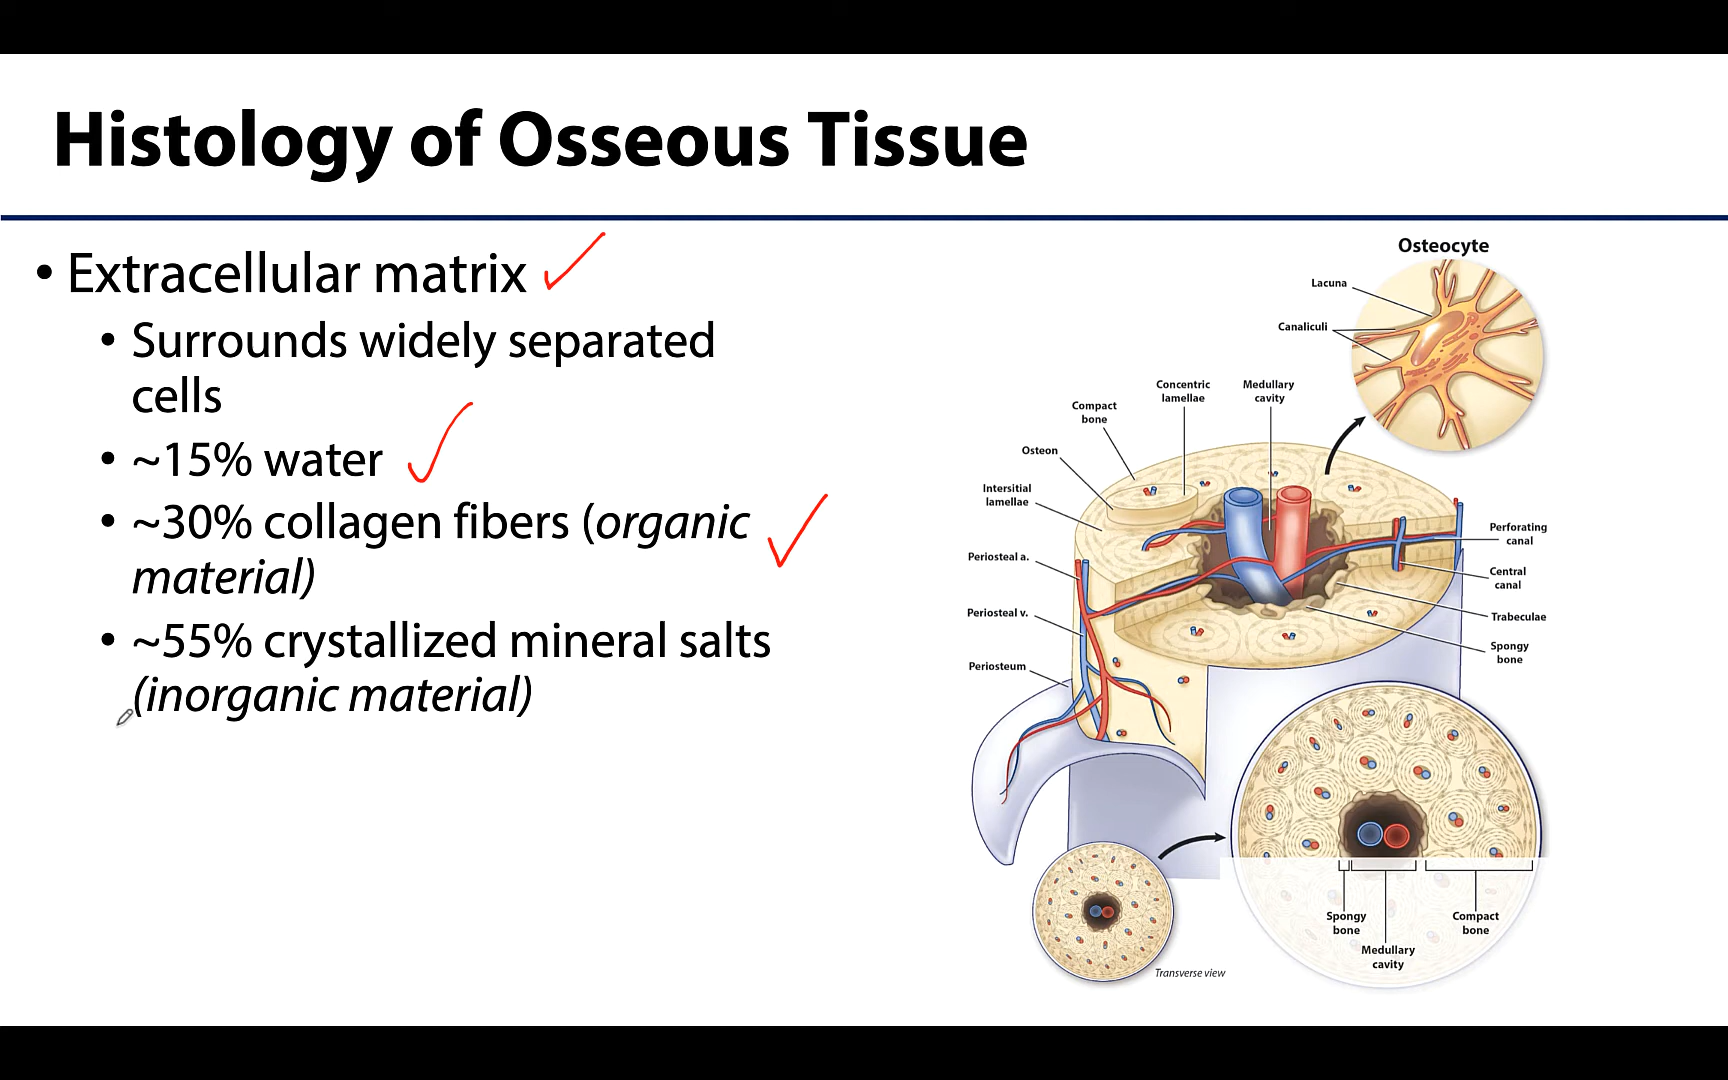 Histology of Osseous Tissue
• Extracellular matrix
• Surrounds widely separated
cells
• ~15% water
• ~30% collagen fibers (organic
material)
• ~55% crystallized mineral salts
(inorganic material)
Osteocyte
Lacuna
Canaliculi
Concentric
lamellae
Medullary
cavity
Compact
bone
Osteon
Intersitial
lamellae
Periosteal a.
Periosteal v.
Periosteum
Perforating
canal
Central
canal
Trabeculae
Spongy
bone
Spongy
bone
Medullary
cavity
Compact
bone
Transverse view